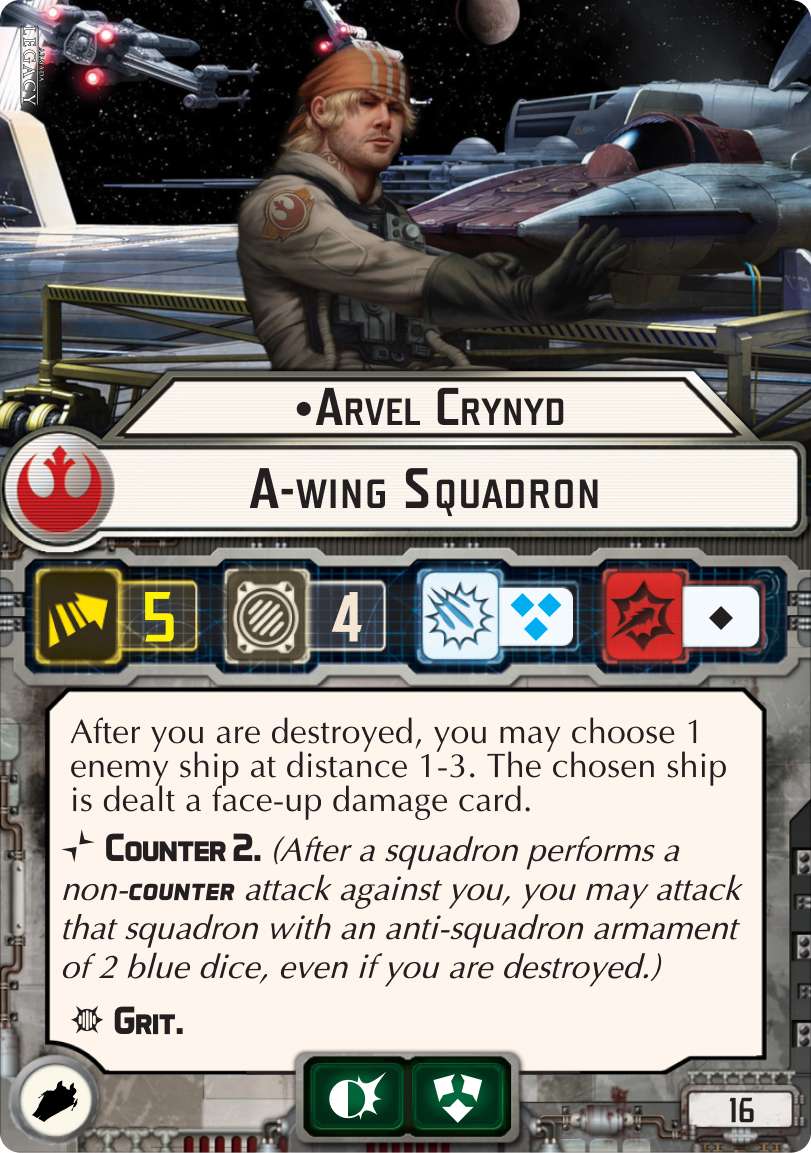 ARMADA
LEGACY
•Arvel Crynyd
A-wing Squadron
5
4
After you are destroyed, you may choose 1
enemy ship at distance 1-3. The chosen ship
is dealt a face-up damage card.
Counter 2. (After a squadron performs a
non-counter attack against you, you may attack
that squadron with an anti-squadron armament
of 2 blue dice, even if you are destroyed.)
Grit.
16